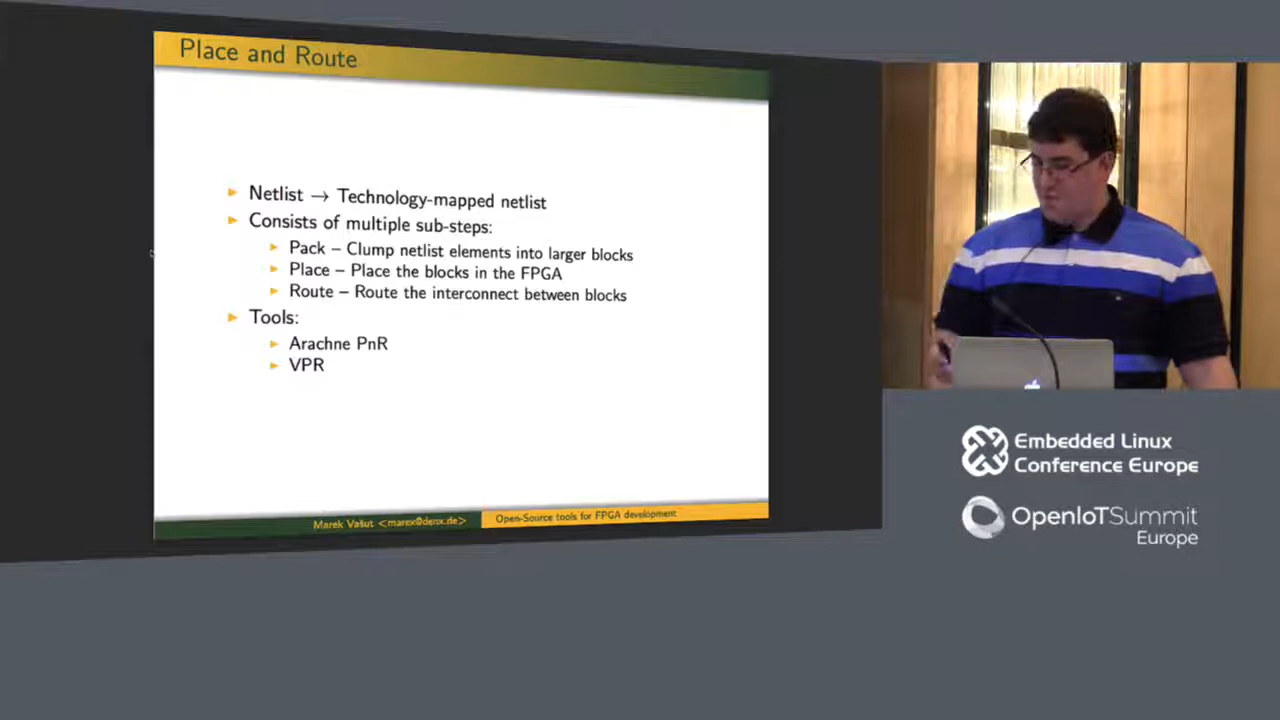 Place and Route
▶ Netlist → Technology-mapped netlist
▶ Consists of multiple sub-steps:
▶ Pack – Clump netlist elements into larger blocks
▶ Place – Place the blocks in the FPGA
▶ Route – Route the interconnect between blocks
▶ Tools:
▶ Arachne PnR
▶ VPR
Marek Vašut <marex@denx.de>
Open-Source tools for FPGA development
Embedded Linux
Conference Europe
OpenIoTSummit
Europe